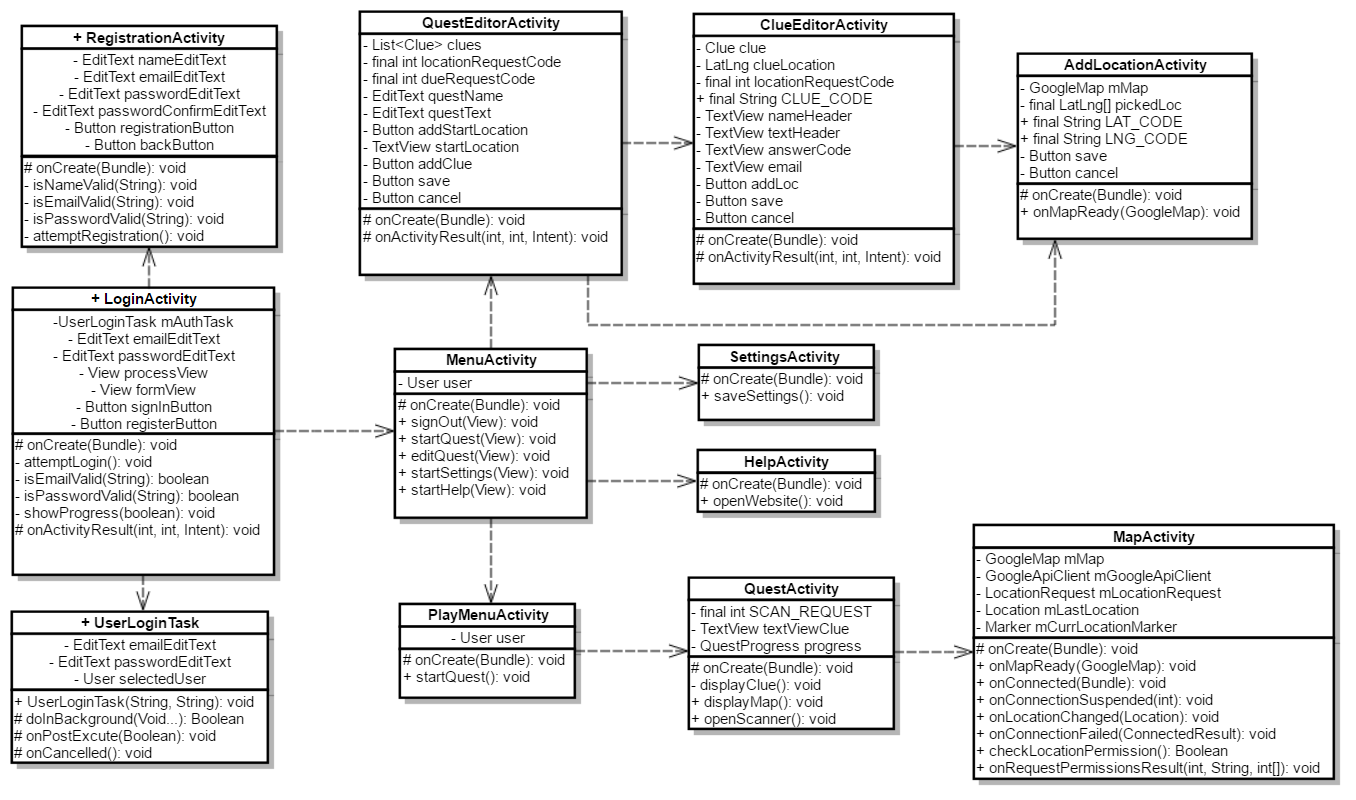 + RegistrationActivity
- EditText nameEditText
- EditText emailEditText
- EditText passwordEditText
- EditText passwordConfirmEditText
- Button registrationButton
- Button backButton
# onCreate(Bundle): void
- isNameValid(String): void
- isEmailValid(String): void
- isPasswordValid(String): void
- attemptRegistration(): void
QuestEditorActivity
- List<Clue> clues
- final int locationRequestCode
- final int dueRequestCode
- EditText questName
- EditText questText
- Button addStartLocation
- TextView startLocation
- Button addClue
- Button save
- Button cancel
# onCreate(Bundle): void
# onActivityResult(int, int, Intent): void
ClueEditorActivity
- Clue clue
- LatLng clueLocation
- final int locationRequestCode
+ final String CLUE_CODE
- TextView nameHeader
- TextView textHeader
- TextView answerCode
- TextView email
- Button addLoc
- Button save
- Button cancel
# onCreate(Bundle): void
# onActivityResult(int, int, Intent): void
AddLocationActivity
- GoogleMap mMap
- final LatLng[] pickedLoc
+ final String LAT_CODE
+ final String LNG_CODE
- Button save
- Button cancel
# onCreate(Bundle): void
+ onMapReady(GoogleMap): void
+ LoginActivity
-UserLoginTask mAuthTask
- EditText emailEditText
- EditText passwordEditText
- View processView
- View formView
- Button signInButton
- Button registerButton
# onCreate(Bundle): void
- attemptLogin(): void
- isEmailValid(String): boolean
- isPasswordValid(String): boolean
- showProgress(boolean): void
# onActivityResult(int, int, Intent): void
MenuActivity
- User user
# onCreate(Bundle): void
+ signOut(View): void
+ startQuest(View): void
+ editQuest(View): void
+ startSettings(View): void
+ startHelp(View): void
SettingsActivity
# onCreate(Bundle): void
+ saveSettings(): void
HelpActivity
# onCreate(Bundle): void
+ openWebsite(): void
+ UserLoginTask
- EditText emailEditText
- EditText passwordEditText
- User selectedUser
+ UserLoginTask(String, String): void
# doInBackground(Void...): Boolean
# onPostExcute(Boolean): void
# onCancelled(): void
PlayMenuActivity
- User user
# onCreate(Bundle): void
+ startQuest(): void
QuestActivity
- final int SCAN_REQUEST
- TextView textViewClue
- QuestProgress progress
# onCreate(Bundle): void
- displayClue(): void
+ displayMap(): void
+ openScanner(): void
MapActivity
- GoogleMap mMap
- GoogleApiClient mGoogleApiClient
- LocationRequest mLocationRequest
- Location mLastLocation
- Marker mCurrLocationMarker
# onCreate(Bundle): void
+ onMapReady(GoogleMap): void
+ onConnected(Bundle): void
+ onConnectionSuspended(int): void
+ onLocationChanged(Location): void
+ onConnectionFailed(ConnectedResult): void
+ checkLocationPermission(): Boolean
+ onRequestPermissionsResult(int, String, int[]): void